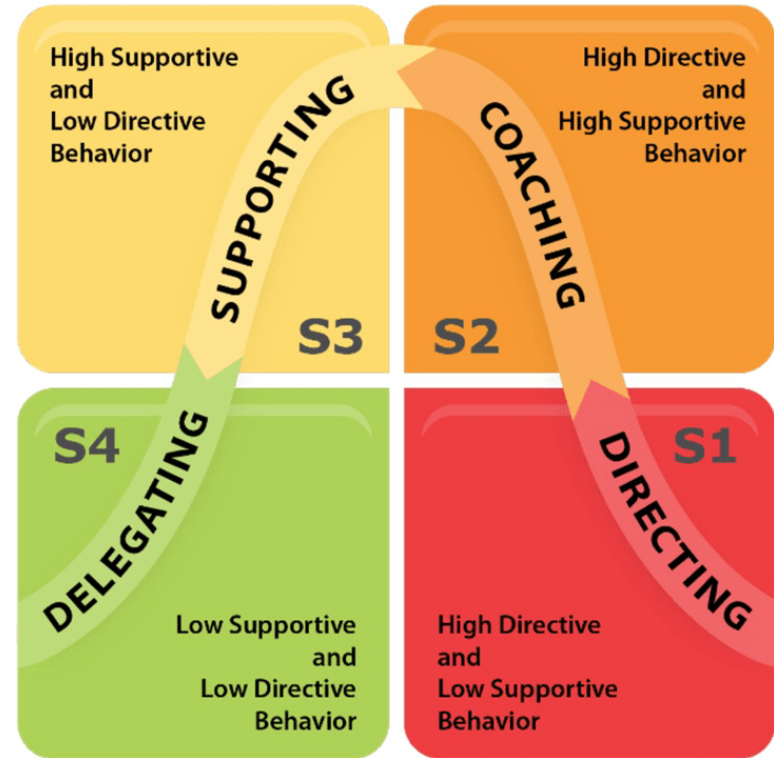 High Supportive
and
Low Directive
Behavior
SUPPORTING
S3
High Directive
and
High Supportive
Behavior
COACHING
S2
S4
DELEGATING
Low Supportive
and
Low Directive
Behavior
S1
DIRECTING
High Directive
and
Low Supportive
Behavior